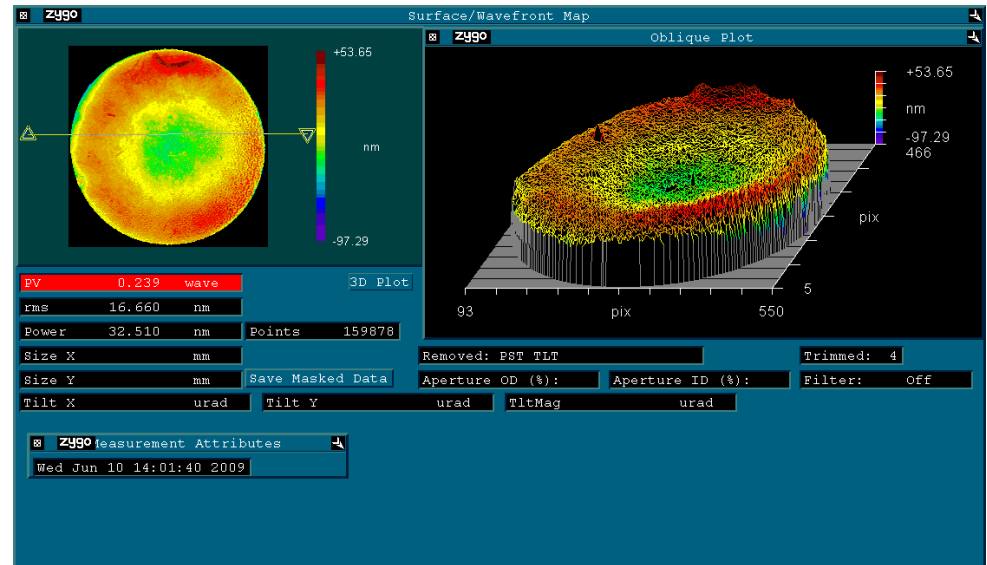 zygo Surface/Wavefront Map
+53.65
nm
-97.29
zygo Oblique Plot
+53.65
nm
-97.29
466
pix
5
93 pix 550
PV 0.239 wave
3D Plot
rms 16.660 nm
Power 32.510 nm Points 159878
Size X mm
Removed: PST TLT Trimmed: 4
Size Y mm Save Masked Data Aperture OD (%): Aperture ID (%): Filter: Off
Tilt X urad Tilt Y urad TltMag urad
zygo Measurement Attributes
Wed Jun 10 14:01:40 2009